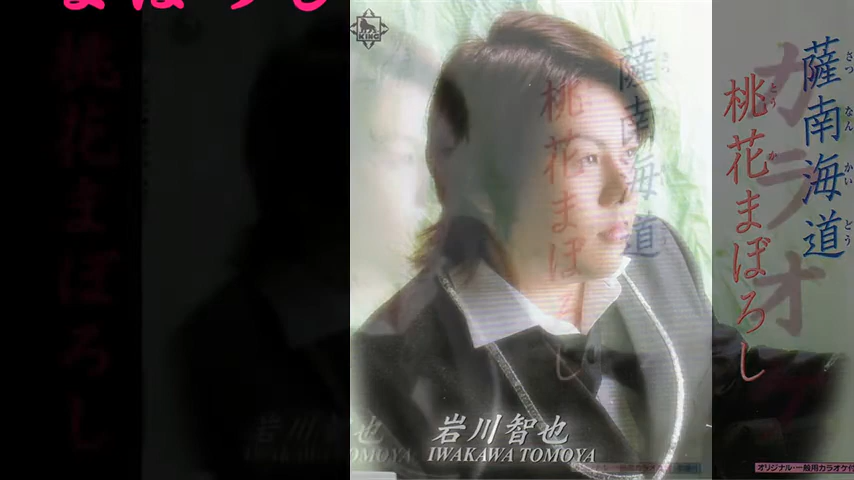 まぼろし
桃花まぼろし
KING
薩南海道
さつなんかいどう
桃花まぼろし
とうか
カラオケ
薩南海道
桃花まぼろし
岩川智也
IWAKAWA TOMOYA
岩川智也
IWAKAWA TOMOYA
オリジナル・一般用カラオケ付